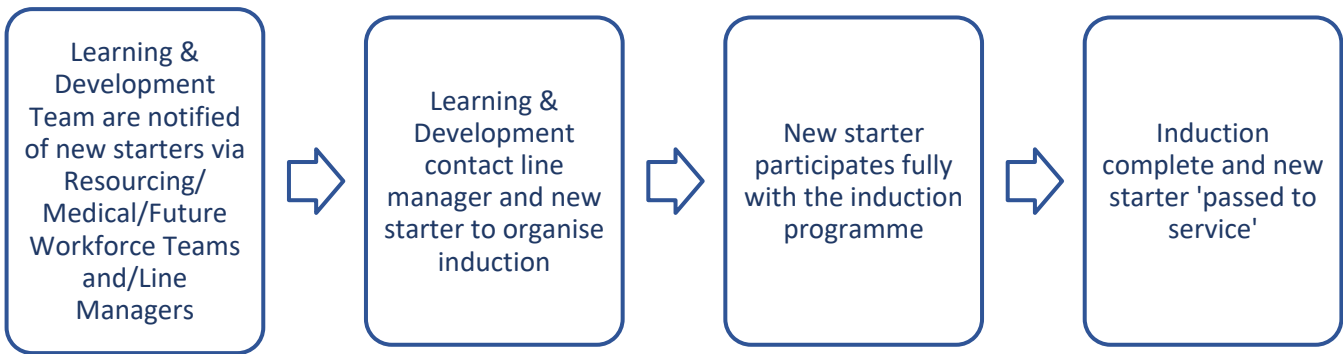 Learning &
Development
Team are notified
of new starters via
Resourcing/
Medical/Future
Workforce Teams
and/Line
Managers
Learning &
Development
contact line
manager and new
starter to organise
induction
New starter
participates fully
with the induction
programme
Induction
complete and new
starter 'passed to
service'